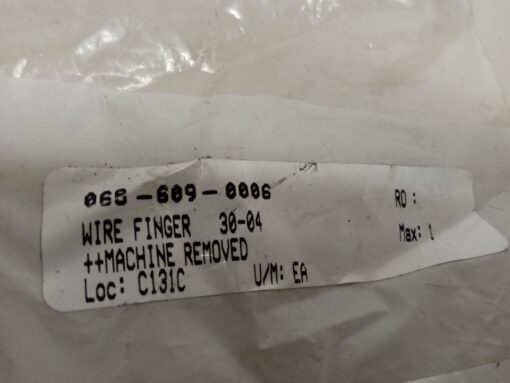 068-609-0006 RO:
WIRE FINGER 30-04 Max: 1
++MACHINE REMOVED
Loc: C131C U/M: EA